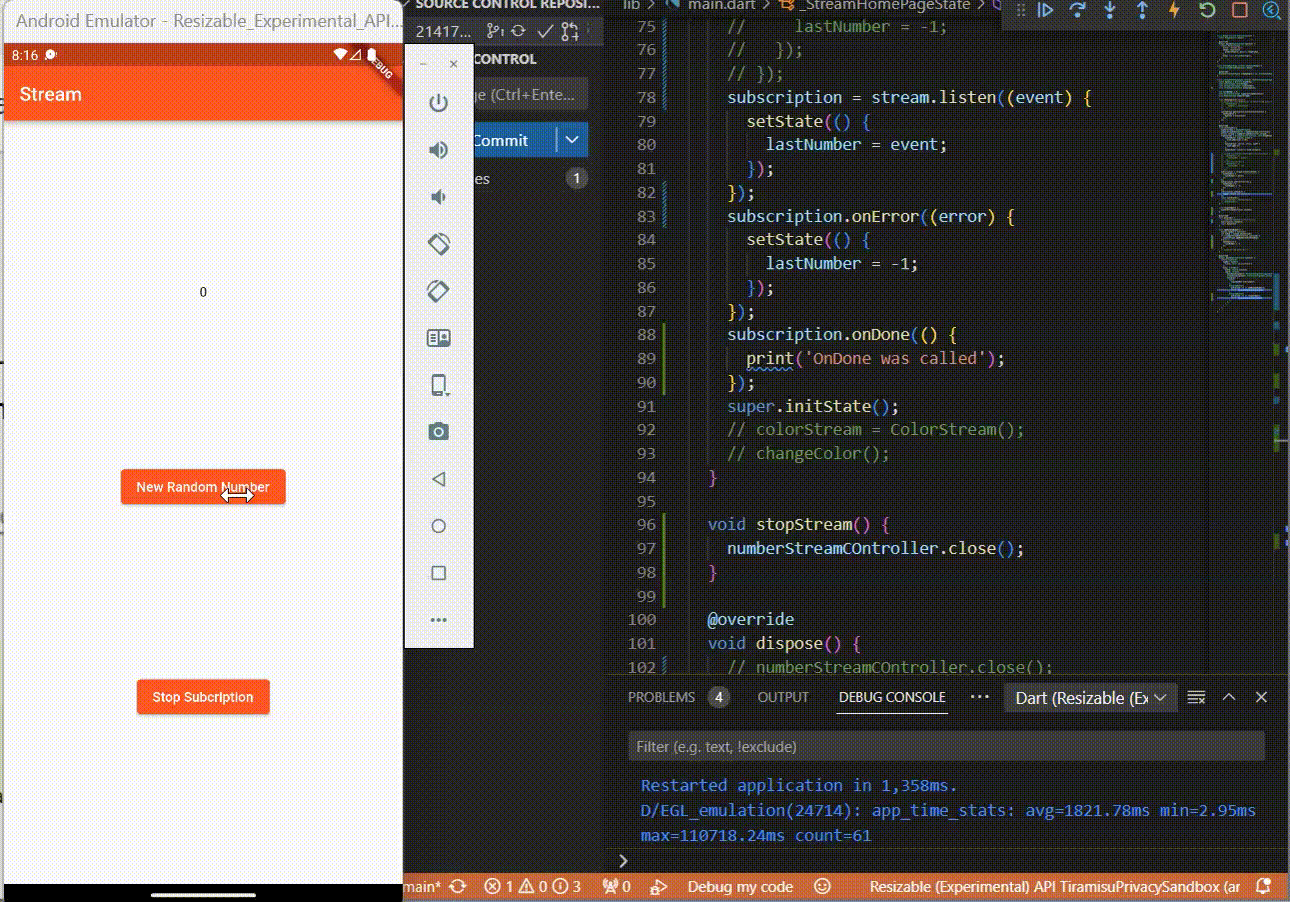 Android Emulator - Resizable_Experimental_API...
8:16
DEBUG
Stream
0
New Random Number
Stop Subcription
SOURCE CONTROL REPOSI...
21417...
CONTROL
ge (Ctrl+Ente...
Commit
es 1
lib > main.dart > _StreamHomePageState >
75 // lastNumber = -1;
76 // });
77 // });
78 subscription = stream.listen((event) {
79 setState(() {
80 lastNumber = event;
81 });
82 });
83 subscription.onError((error) {
84 setState(() {
85 lastNumber = -1;
86 });
87 });
88 subscription.onDone(() {
89 print('OnDone was called');
90 });
91 super.initState();
92 // colorStream = ColorStream();
93 // changeColor();
94 }
95
96 void stopStream() {
97 numberStreamCOntroller.close();
98 }
99
100 @override
101 void dispose() {
102 // numberStreamCOntroller.close();
PROBLEMS 4 OUTPUT DEBUG CONSOLE ... Dart (Resizable (Ex
Filter (e.g. text, !exclude)
Restarted application in 1,358ms.
D/EGL_emulation(24714): app_time_stats: avg=1821.78ms min=2.95ms
max=110718.24ms count=61
>
main* 1 0 3 0 Debug my code Resizable (Experimental) API TiramisuPrivacySandbox (ar